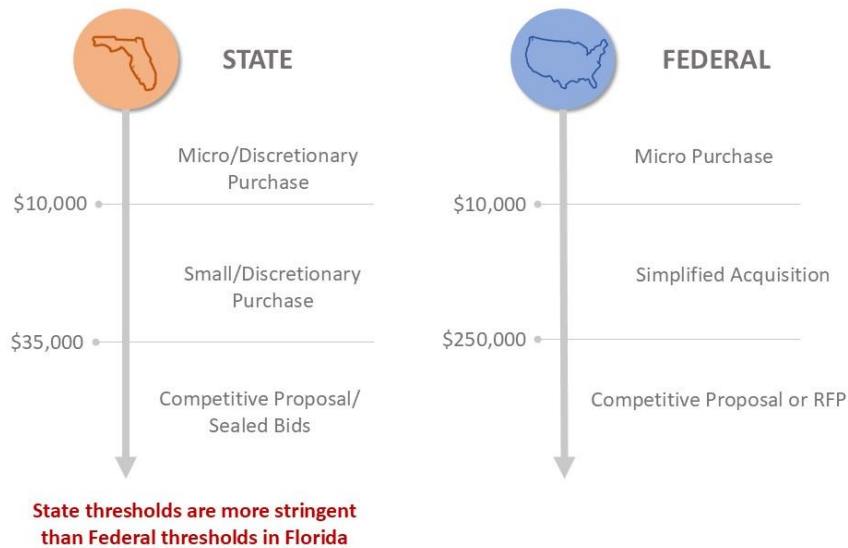 STATE
Micro/Discretionary
Purchase
$10,000
Small/Discretionary
Purchase
$35,000
Competitive Proposal/
Sealed Bids
State thresholds are more stringent
than Federal thresholds in Florida
FEDERAL
Micro Purchase
$10,000
Simplified Acquisition
$250,000
Competitive Proposal or RFP